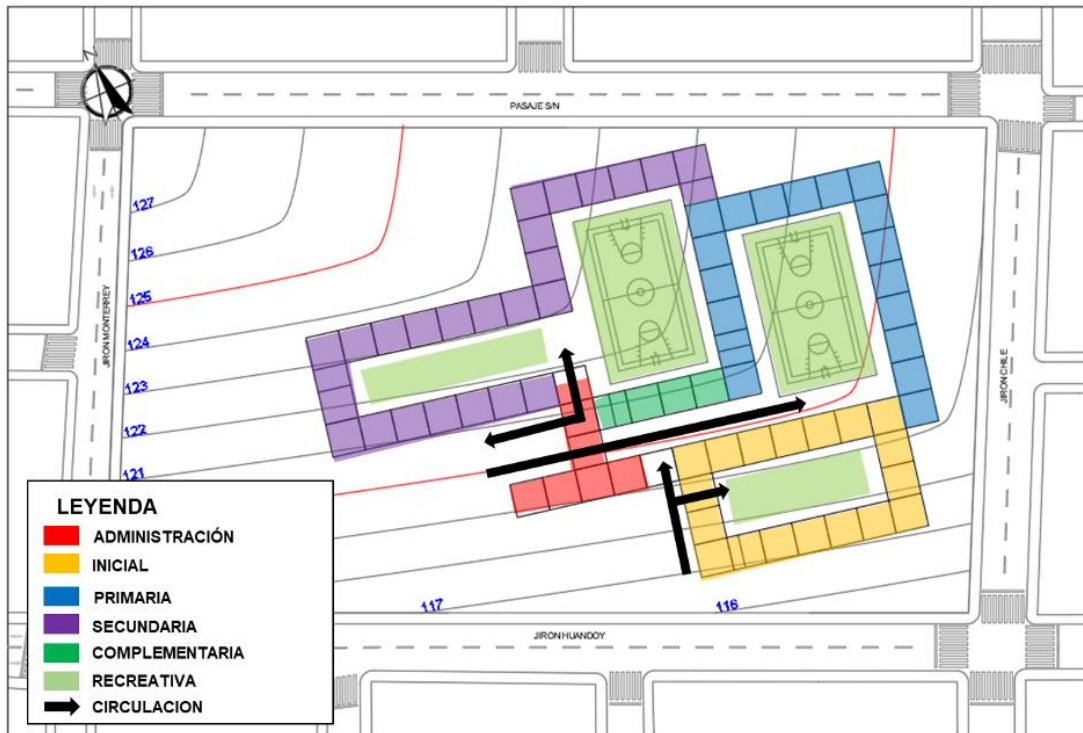 N
PASAJE S/N
127
126
125
124
123
122
121
JIRON MONTERREY
JIRON CHILE
117
116
JIRON HUANDOY
LEYENDA
ADMINISTRACIÓN
INICIAL
PRIMARIA
SECUNDARIA
COMPLEMENTARIA
RECREATIVA
CIRCULACION